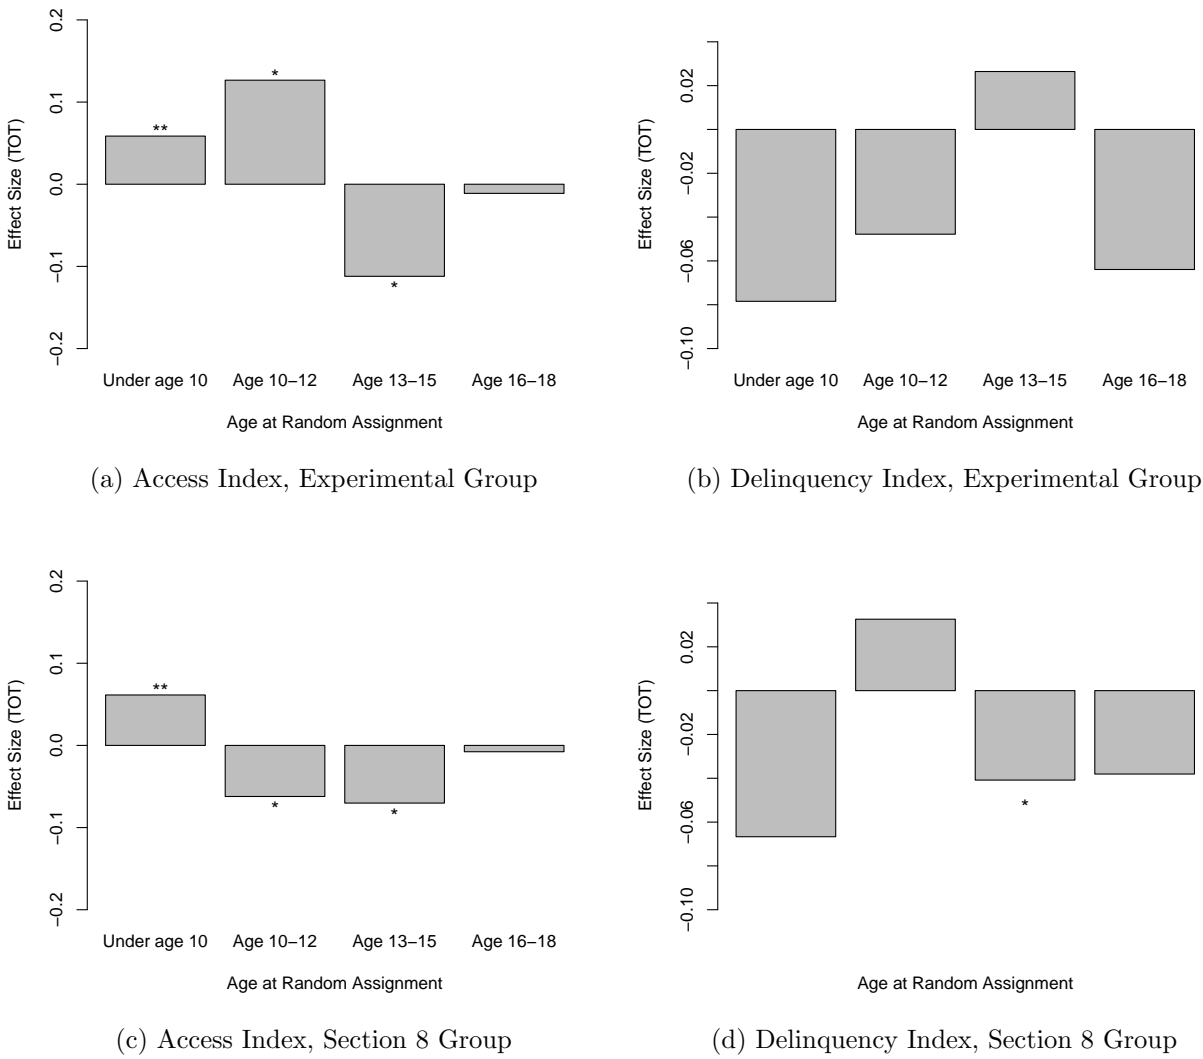 0.2
0.1
0.0
−0.1
−0.2
Effect Size (TOT)
**
*
*
Under age 10 Age 10−12 Age 13−15 Age 16−18
Age at Random Assignment
(a) Access Index, Experimental Group
0.02
−0.02
−0.06
−0.10
Effect Size (TOT)
Under age 10 Age 10−12 Age 13−15 Age 16−18
Age at Random Assignment
(b) Delinquency Index, Experimental Group
0.2
0.1
0.0
−0.1
−0.2
Effect Size (TOT)
**
*
*
Under age 10 Age 10−12 Age 13−15 Age 16−18
Age at Random Assignment
(c) Access Index, Section 8 Group
0.02
−0.02
−0.06
−0.10
Effect Size (TOT)
*
Age at Random Assignment
(d) Delinquency Index, Section 8 Group